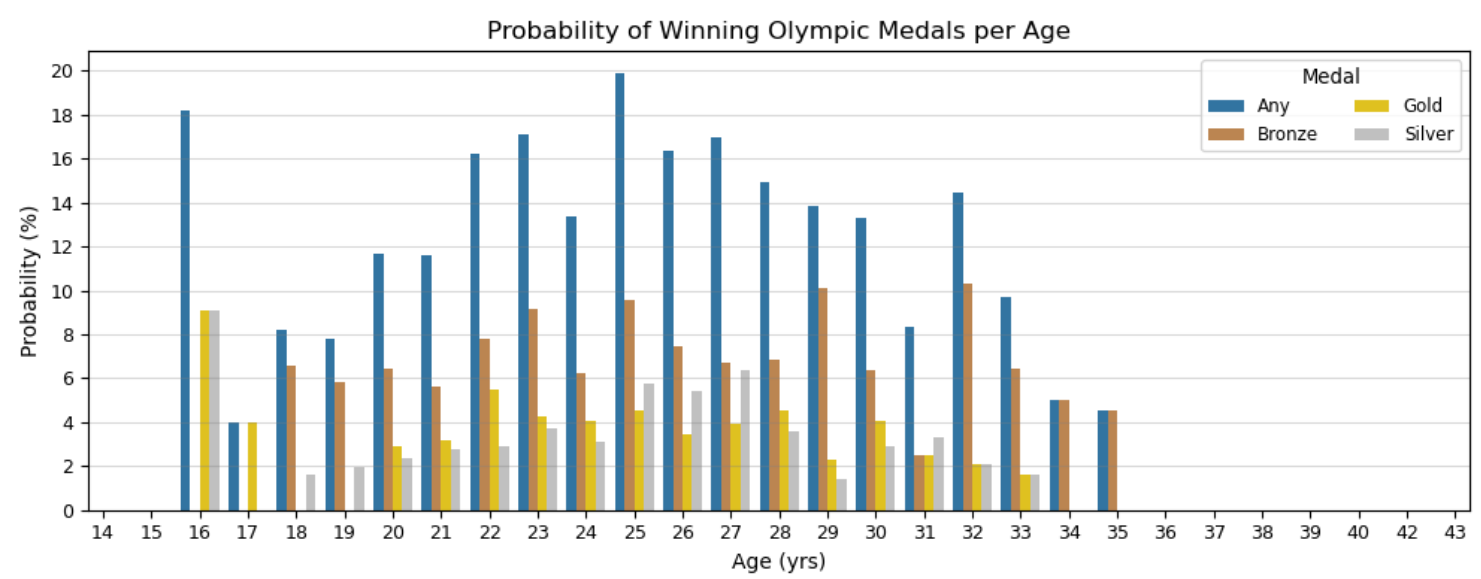 Probability of Winning Olympic Medals per Age
20
18
16
14
12
10
8
6
4
2
0
Probability (%)
Medal
Any Gold
Bronze Silver
14 15 16 17 18 19 20 21 22 23 24 25 26 27 28 29 30 31 32 33 34 35 36 37 38 39 40 41 42 43
Age (yrs)